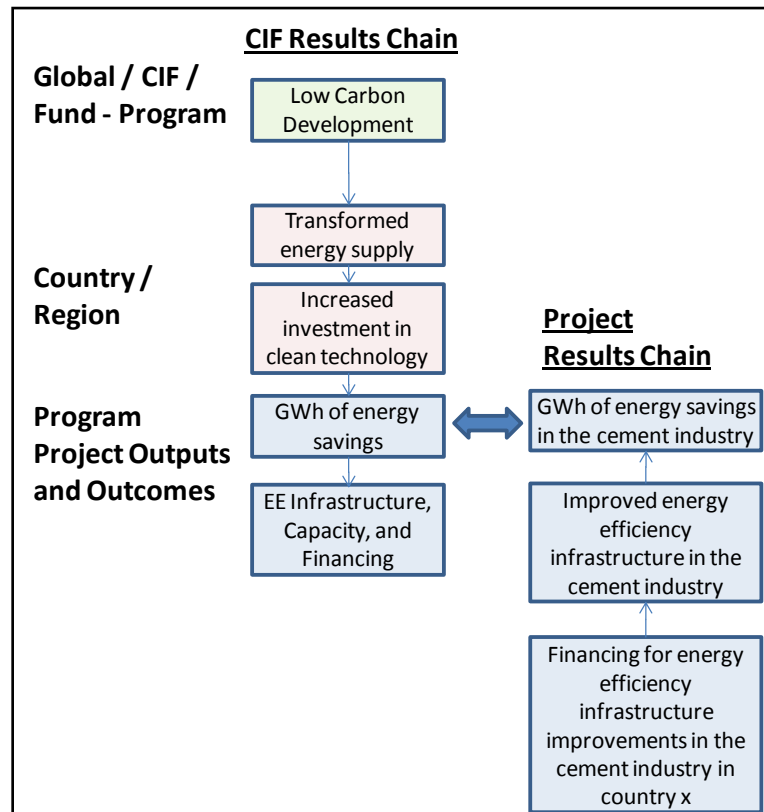 CIF Results Chain
Global / CIF /
Fund - Program
Low Carbon
Development
Transformed
energy supply
Country /
Region
Increased
investment in
clean technology
Project
Results Chain
Program
Project Outputs
and Outcomes
GWh of energy
savings
GWh of energy savings
in the cement industry
EE Infrastructure,
Capacity, and
Financing
Improved energy
efficiency
infrastructure in the
cement industry
Financing for energy
efficiency
infrastructure
improvements in the
cement industry in
country x